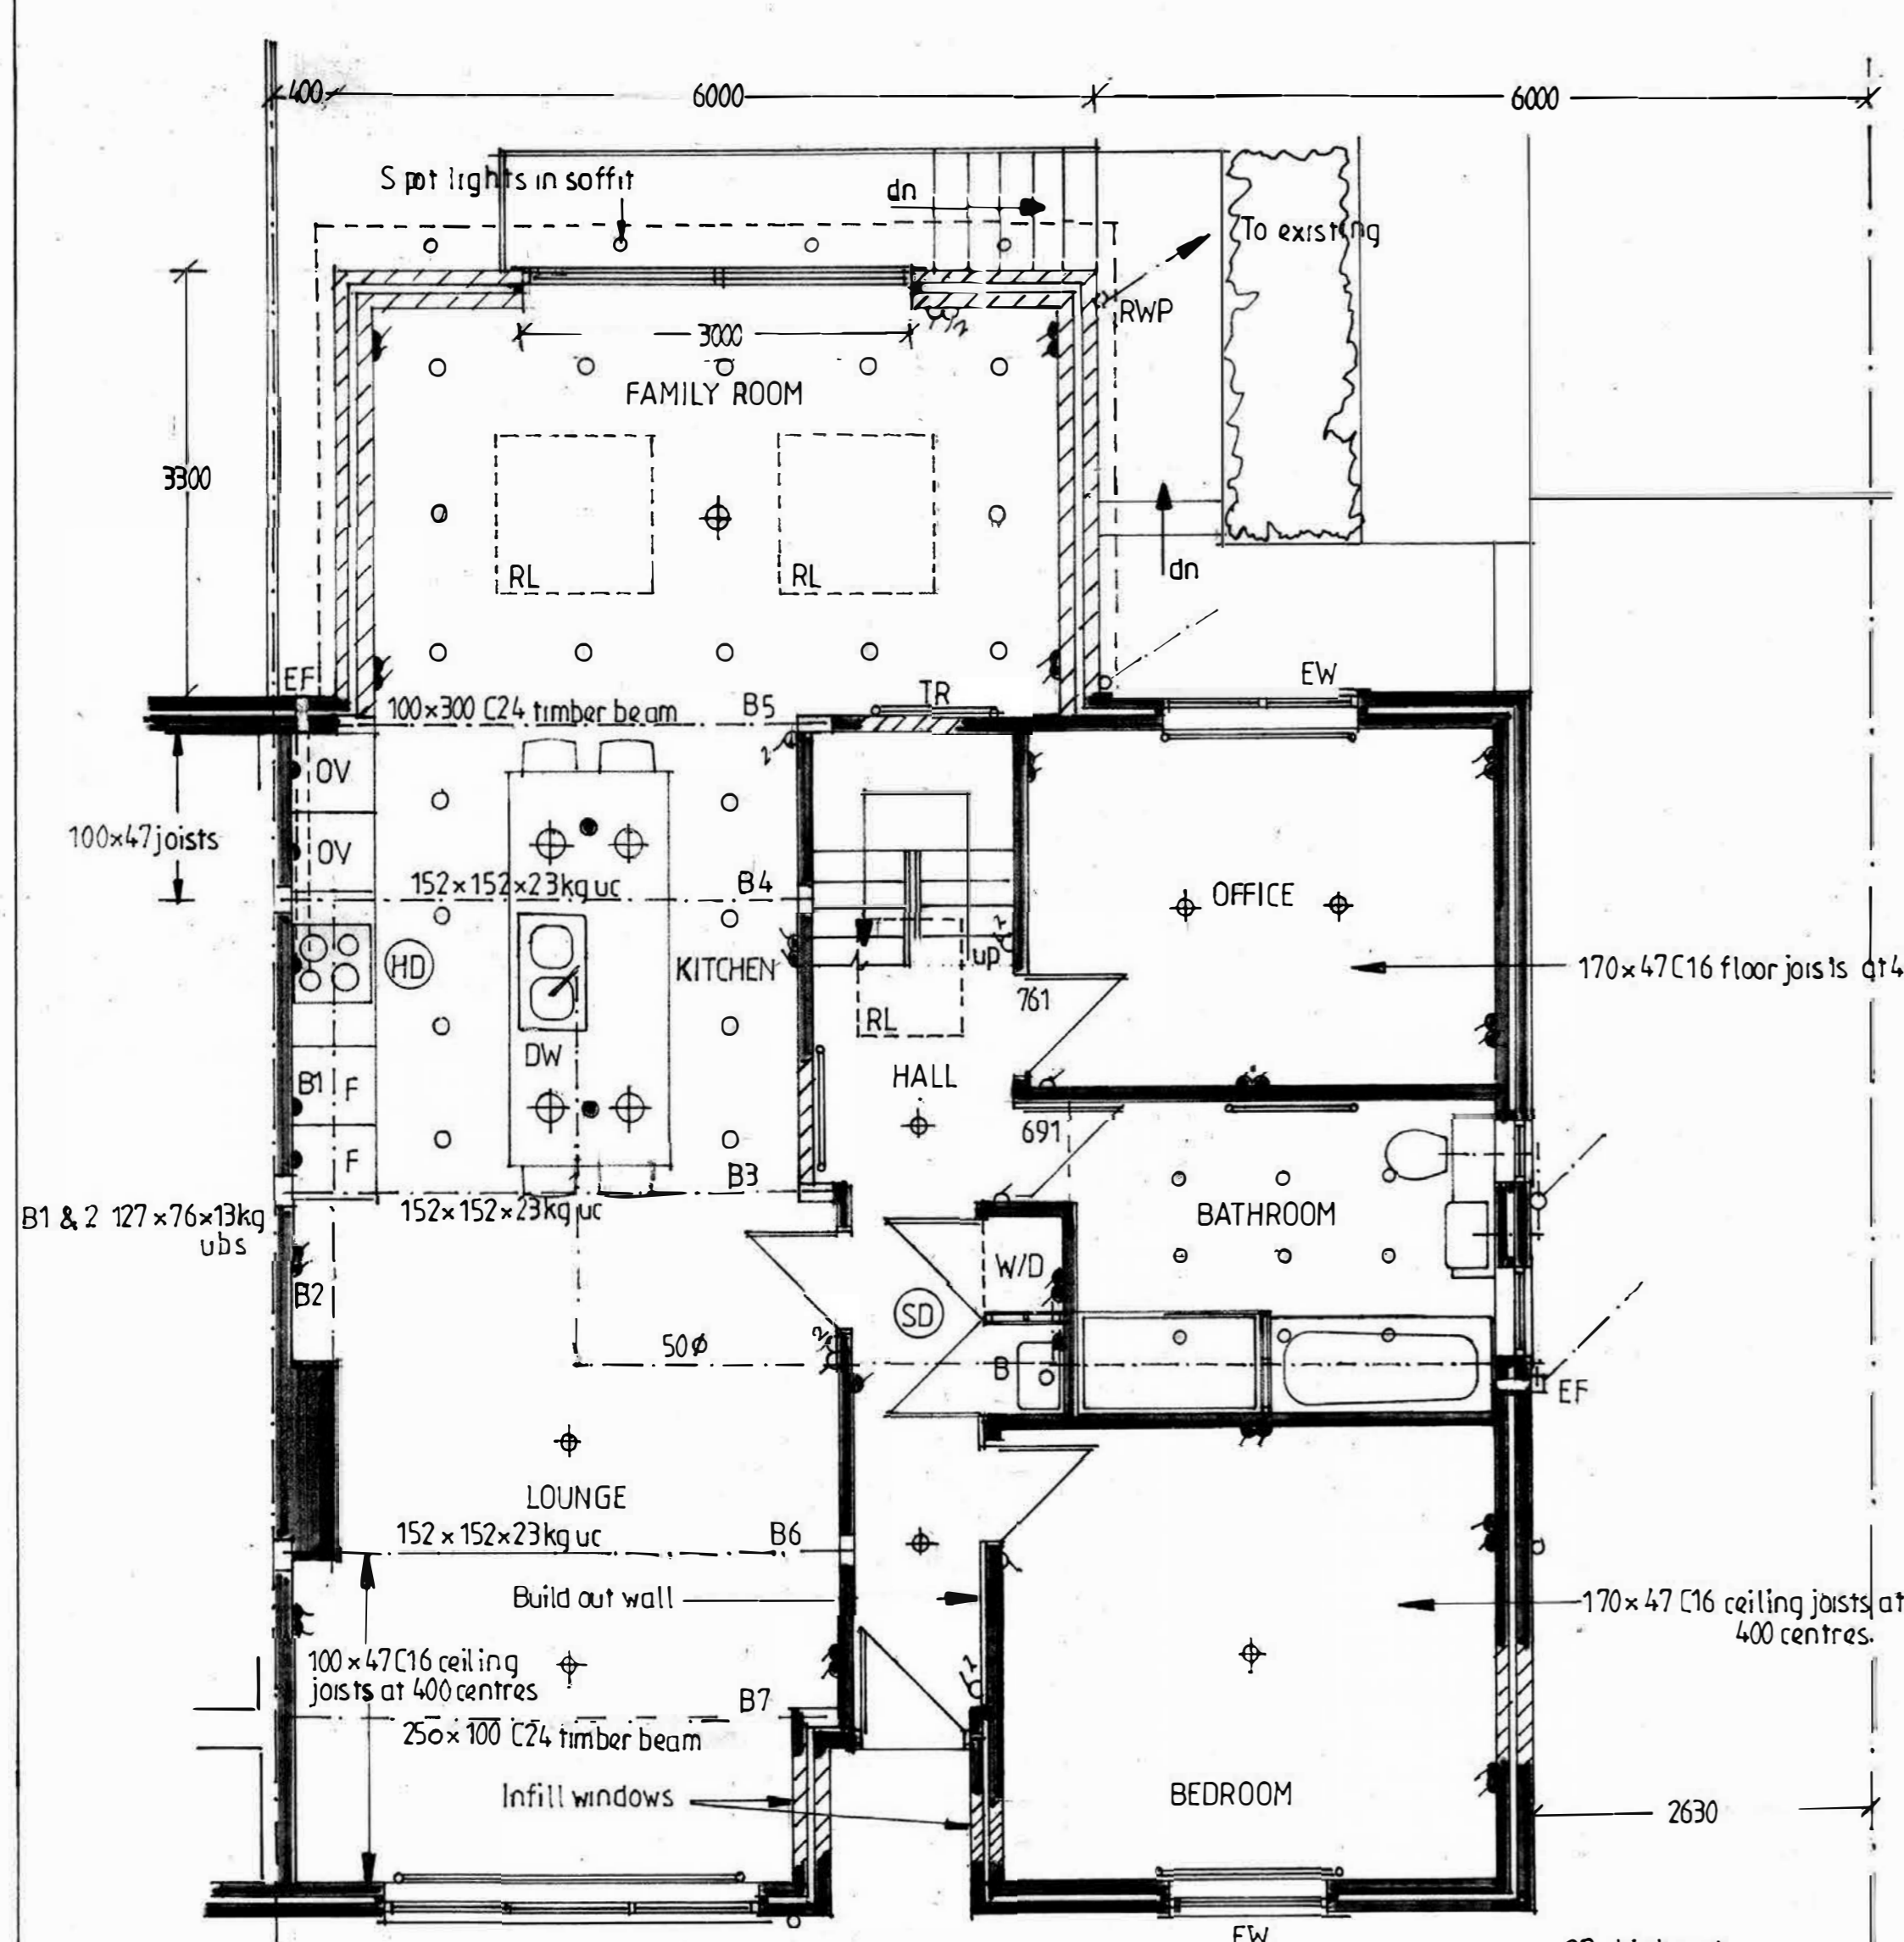 400
6000
6000
Spot lights in soffit
dn
To existing
RWP
3000
FAMILY ROOM
3300
RL
RL
dn
EF
EW
TR
100×300 C24 timber beam
B5
OV
100×47 joists
OV
152×152×23kg uc
B4
OFFICE
HD
KITCHEN
up
170×47 C16 floor joists at 4
761
RL
DW
HALL
B1
F
691
F
B3
152×152×23kg uc
BATHROOM
B1 & 2 127×76×13kg
ubs
W/D
B2
SD
50ø
B
EF
LOUNGE
152×152×23kg uc
B6
Build out wall
170×47 C16 ceiling joists at
400 centres.
100×47 C16 ceiling
joists at 400 centres
B7
250×100 C24 timber beam
Infill windows
BEDROOM
2630
EW